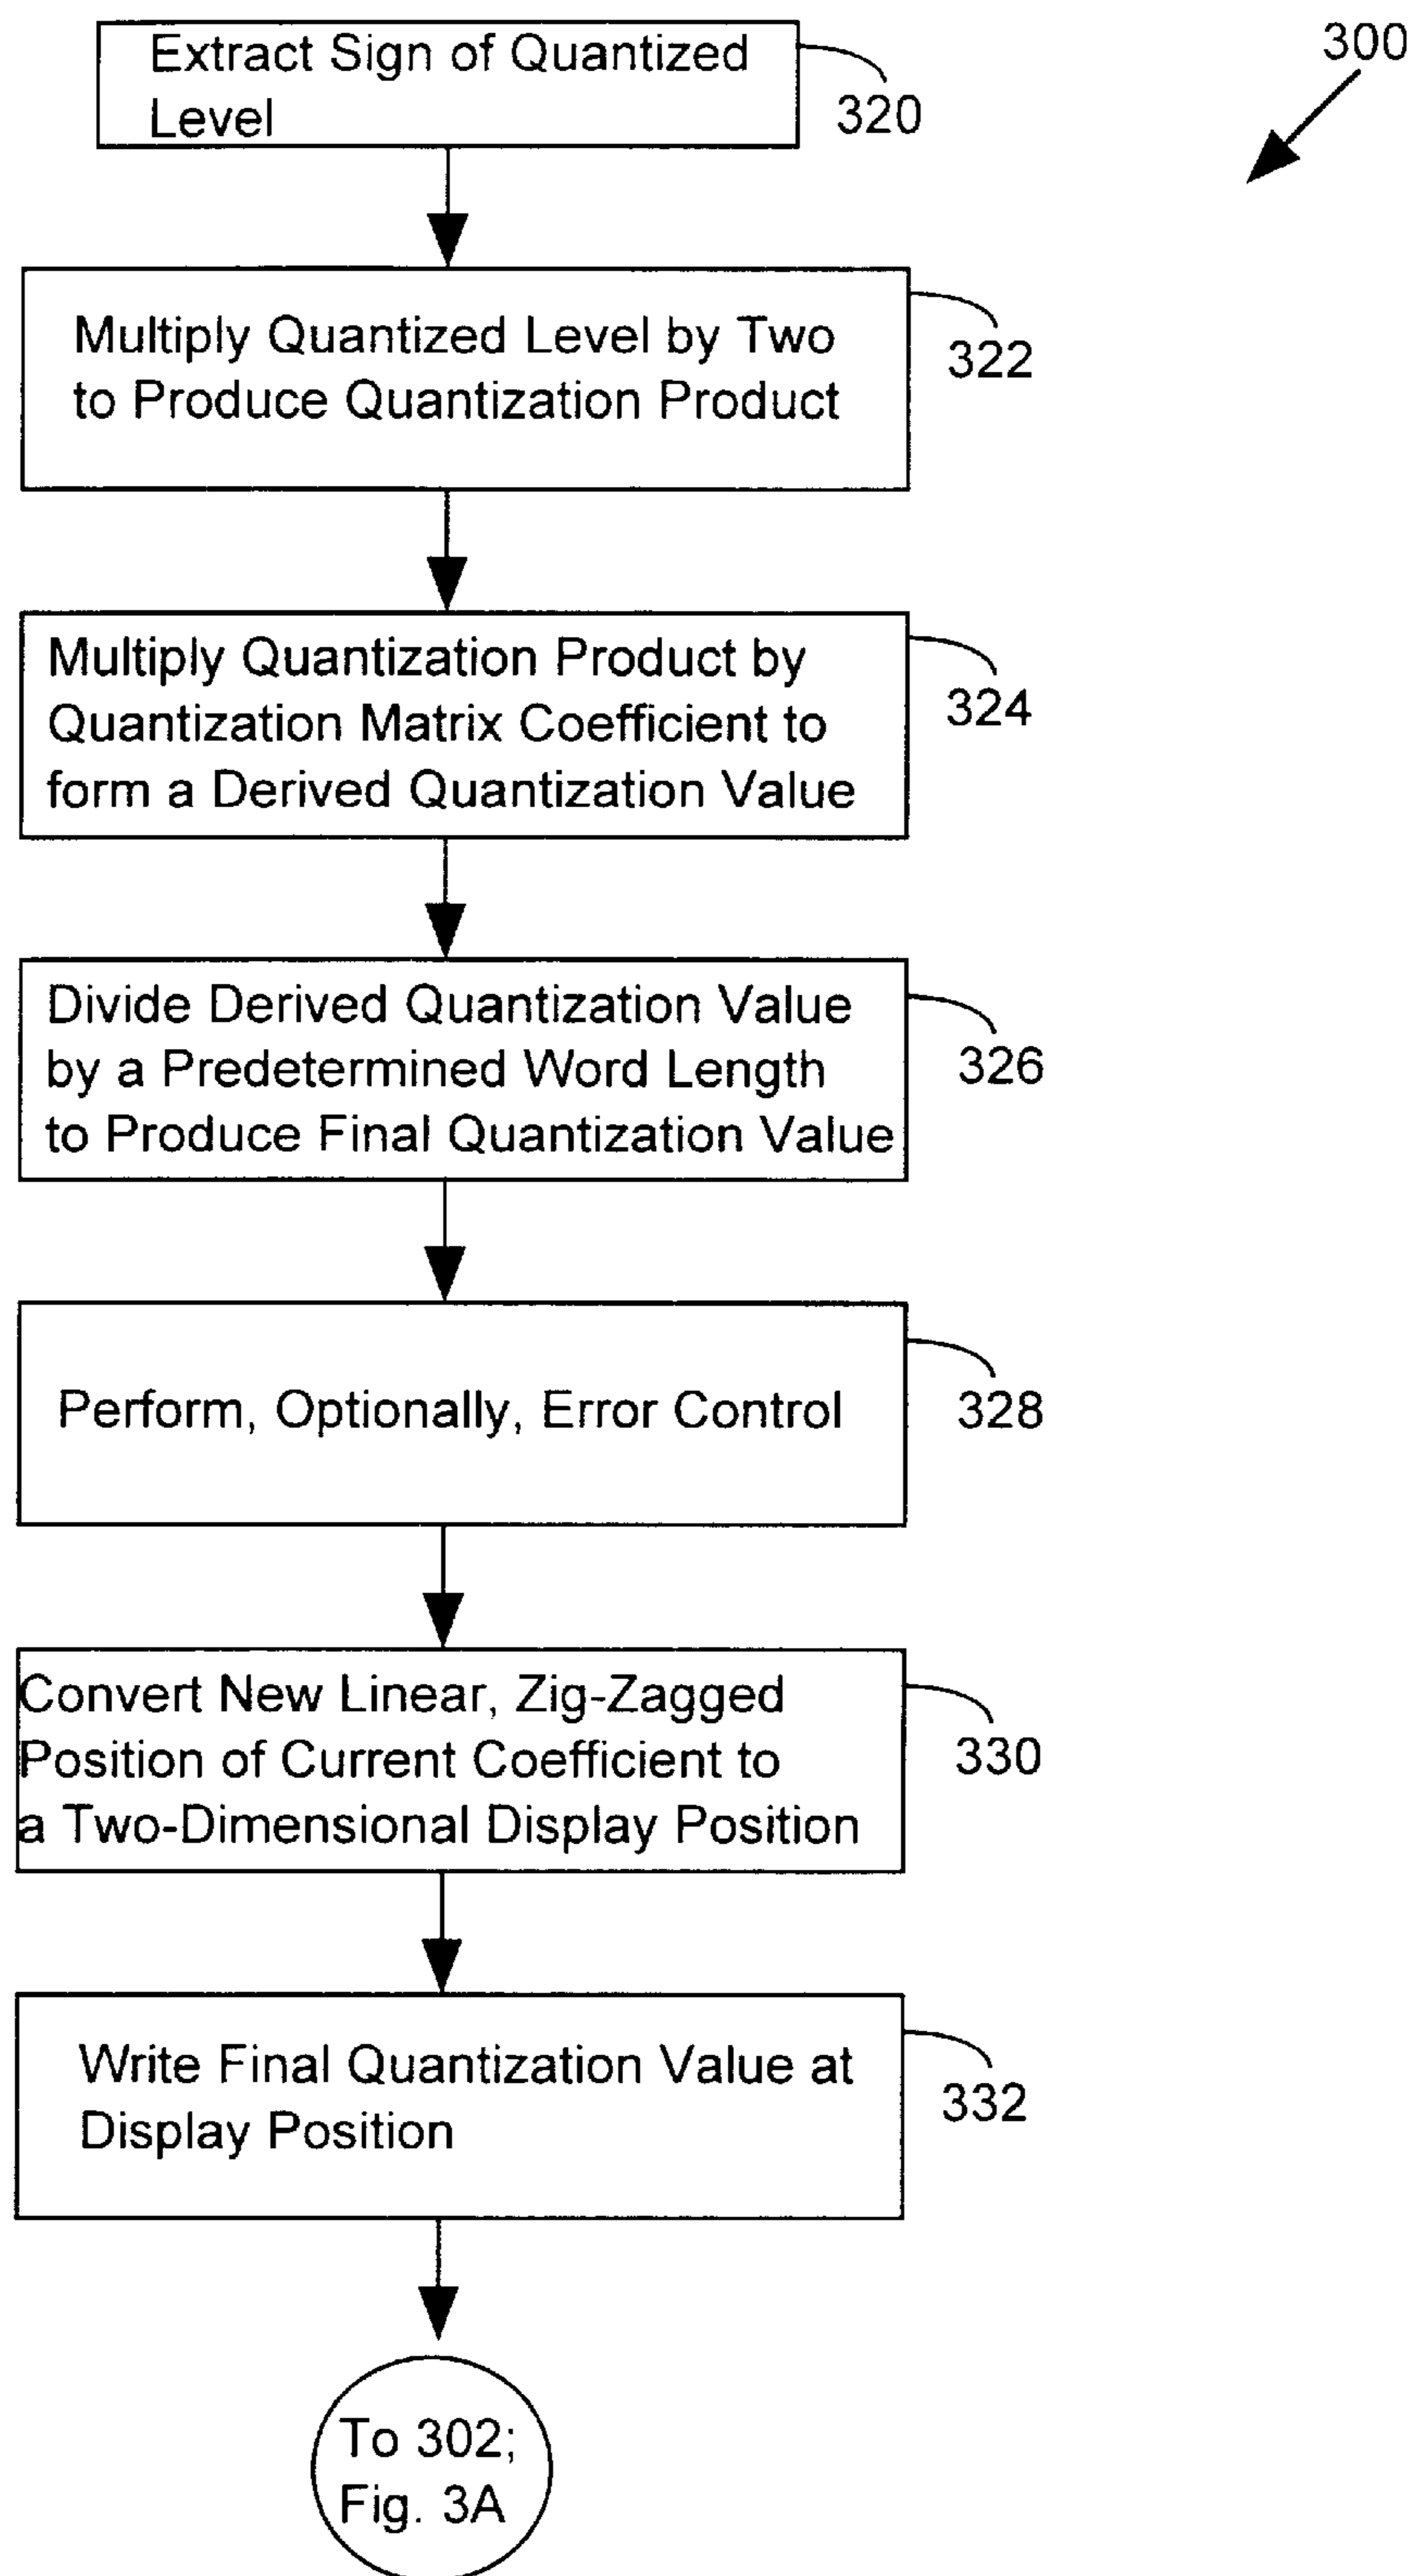 300
Extract Sign of Quantized
Level
320
Multiply Quantized Level by Two
to Produce Quantization Product
322
Multiply Quantization Product by
Quantization Matrix Coefficient to
form a Derived Quantization Value
324
Divide Derived Quantization Value
by a Predetermined Word Length
to Produce Final Quantization Value
326
Perform, Optionally, Error Control
328
Convert New Linear, Zig-Zagged
Position of Current Coefficient to
a Two-Dimensional Display Position
330
Write Final Quantization Value at
Display Position
332
To 302;
Fig. 3A